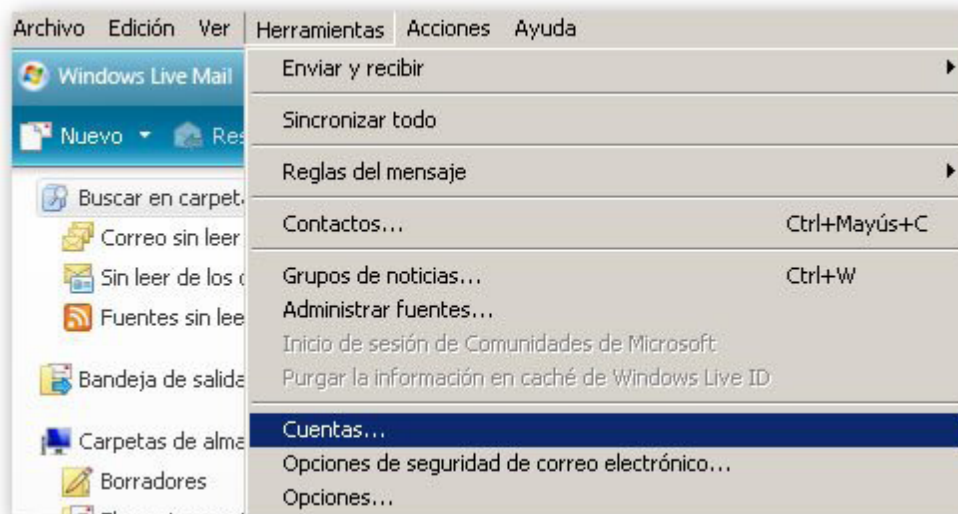 Archivo Edición Ver Herramientas Acciones Ayuda
Windows Live Mail
Nuevo
Buscar en
Correo sin leer
Sin leer de los
Fuentes sin
Bandeja de salida
Carpetas de
Borradores
Enviar y recibir
Sincronizar todo
Reglas del mensaje
Contactos... Ctrl+Mayús+C
Grupos de noticias... Ctrl+W
Administrar fuentes...
Inicio de sesión de Comunidades de Microsoft
Purgar la información en caché de Windows Live ID
Cuentas...
Opciones de seguridad de correo electrónico...
Opciones...